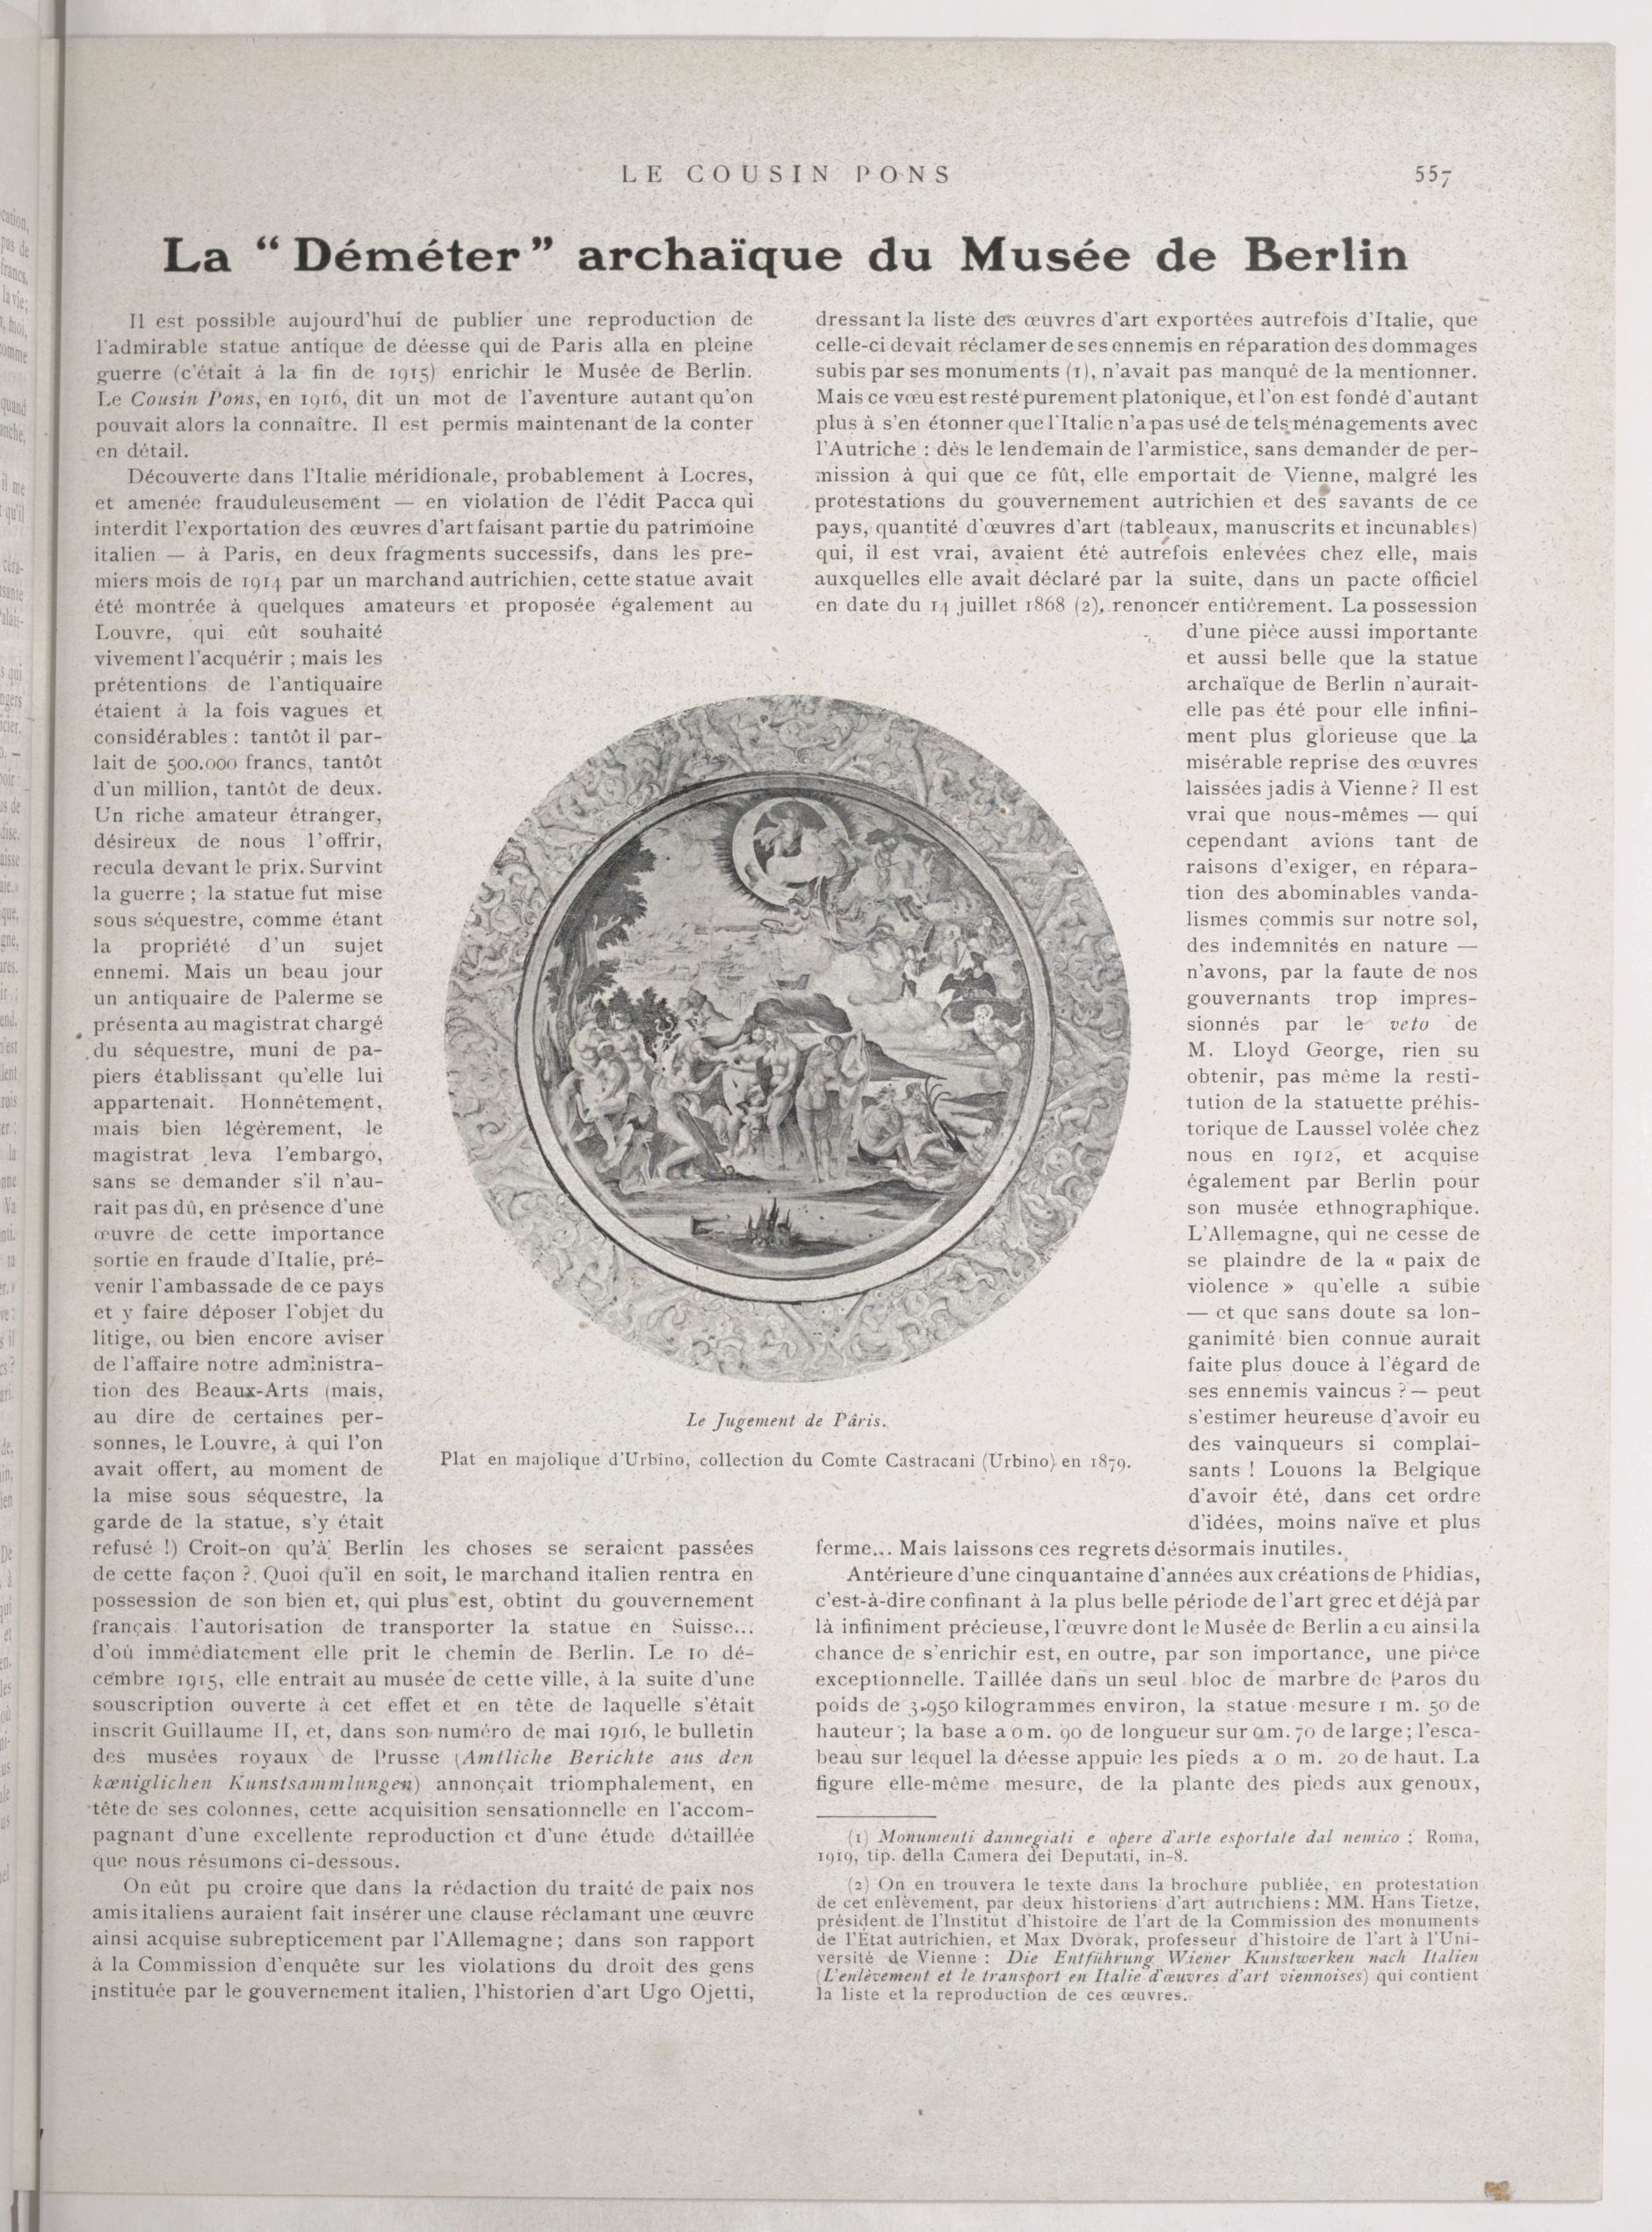 LE COUSIN PONS
557
La “ Déméter ” archaïque du Musée de Berlin
Il est possible aujourd'hui de publier une reproduction de
l'admirable statue antique de déesse qui de Paris alla en pleine
guerre (c'était à la fin de 1915) enrichir le Musée de Berlin.
Le Cousin Pons, en 1916, dit un mot de l'aventure autant qu'on
pouvait alors la connaître. Il est permis maintenant de la conter
en détail.
Découverte dans l'Italie méridionale, probablement à Locres,
et amenée frauduleusement — en violation de l'édit Pacca qui
interdit l'exportation des œuvres d'art faisant partie du patrimoine
italien — à Paris, en deux fragments successifs, dans les pre-
miers mois de 1914 par un marchand autrichien, cette statue avait
été montrée à quelques amateurs et proposée également au
Louvre, qui eût souhaité
vivement l'acquérir ; mais les
prétentions de l'antiquaire
étaient à la fois vagues et
considérables : tantôt il par-
lait de 500.000 francs, tantôt
d'un million, tantôt de deux.
Un riche amateur étranger,
désireux de nous l'offrir,
recula devant le prix. Survint
la guerre ; la statue fut mise
sous séquestre, comme étant
la propriété d'un sujet
ennemi. Mais un beau jour
un antiquaire de Palerme se
présenta au magistrat chargé
du séquestre, muni de pa-
piers établissant qu'elle lui
appartenait. Honnêtement,
mais bien légèrement, le
magistrat leva l'embargo,
sans se demander s'il n'au-
rait pas dû, en présence d'une
œuvre de cette importance
sortie en fraude d'Italie, pré-
venir l'ambassade de ce pays
et y faire déposer l'objet du
litige, ou bien encore aviser
de l'affaire notre administra-
tion des Beaux-Arts (mais,
au dire de certaines per-
sonnes, le Louvre, à qui l'on
avait offert, au moment de
la mise sous séquestre, la
garde de la statue, s'y était
refusé !) Croit-on qu'à Berlin les choses se seraient passées
de cette façon ? Quoi qu'il en soit, le marchand italien rentra en
possession de son bien et, qui plus est, obtint du gouvernement
français l'autorisation de transporter la statue en Suisse...
d'où immédiatement elle prit le chemin de Berlin. Le 10 dé-
cembre 1915, elle entrait au musée de cette ville, à la suite d'une
souscription ouverte à cet effet et en tête de laquelle s'était
inscrit Guillaume II, et, dans son numéro de mai 1916, le bulletin
des musées royaux de Prusse (Amtliche Berichte aus den
kœniglichen Kunstsammlungen) annonçait triomphalement, en
tête de ses colonnes, cette acquisition sensationnelle en l'accom-
pagnant d'une excellente reproduction et d'une étude détaillée
que nous résumons ci-dessous.
On eût pu croire que dans la rédaction du traité de paix nos
amis italiens auraient fait insérer une clause réclamant une œuvre
ainsi acquise subrepticement par l'Allemagne ; dans son rapport
à la Commission d'enquête sur les violations du droit des gens
instituée par le gouvernement italien, l'historien d'art Ugo Ojetti,
Le Jugement de Pâris.
Plat en majolique d'Urbino, collection du Comte Castracani (Urbino) en 1879.
dressant la liste des œuvres d'art exportées autrefois d'Italie, que
celle-ci devait réclamer de ses ennemis en réparation des dommages
subis par ses monuments (1), n'avait pas manqué de la mentionner.
Mais ce vœu est resté purement platonique, et l'on est fondé d'autant
plus à s'en étonner que l'Italie n'a pas usé de tels ménagements avec
l'Autriche : dès le lendemain de l'armistice, sans demander de per-
mission à qui que ce fût, elle emportait de Vienne, malgré les
protestations du gouvernement autrichien et des savants de ce
pays, quantité d'œuvres d'art (tableaux, manuscrits et incunables)
qui, il est vrai, avaient été autrefois enlevées chez elle, mais
auxquelles elle avait déclaré par la suite, dans un pacte officiel
en date du 14 juillet 1868 (2), renoncer entièrement. La possession
d'une pièce aussi importante
et aussi belle que la statue
archaïque de Berlin n'aurait-
elle pas été pour elle infini-
ment plus glorieuse que la
misérable reprise des œuvres
laissées jadis à Vienne ? Il est
vrai que nous-mêmes — qui
cependant avions tant de
raisons d'exiger, en répara-
tion des abominables vanda-
lismes commis sur notre sol,
des indemnités en nature —
n'avons, par la faute de nos
gouvernants trop impres-
sionnés par le veto de
M. Lloyd George, rien su
obtenir, pas même la resti-
tution de la statuette préhis-
torique de Laussel volée chez
nous en 1912, et acquise
également par Berlin pour
son musée ethnographique.
L'Allemagne, qui ne cesse de
se plaindre de la « paix de
violence » qu'elle a subie
— et que sans doute sa lon-
ganimité bien connue aurait
faite plus douce à l'égard de
ses ennemis vaincus ? — peut
s'estimer heureuse d'avoir eu
des vainqueurs si complai-
sants ! Louons la Belgique
d'avoir été, dans cet ordre
d'idées, moins naïve et plus
ferme... Mais laissons ces regrets désormais inutiles.
Antérieure d'une cinquantaine d'années aux créations de Phidias,
c'est-à-dire confinant à la plus belle période de l'art grec et déjà par
là infiniment précieuse, l'œuvre dont le Musée de Berlin a eu ainsi la
chance de s'enrichir est, en outre, par son importance, une pièce
exceptionnelle. Taillée dans un seul bloc de marbre de Paros du
poids de 3.950 kilogrammes environ, la statue mesure 1 m. 50 de
hauteur ; la base a 0 m. 90 de longueur sur 0 m. 70 de large ; l'esca-
beau sur lequel la déesse appuie les pieds a 0 m. 20 de haut. La
figure elle-même mesure, de la plante des pieds aux genoux,
(1) Monumenti dannegiati e opere d'arte esportate dal nemico ; Roma,
1919, tip. della Camera dei Deputati, in-8.
(2) On en trouvera le texte dans la brochure publiée, en protestation
de cet enlèvement, par deux historiens d'art autrichiens : MM. Hans Tietze,
président de l'Institut d'histoire de l'art de la Commission des monuments
de l'État autrichien, et Max Dvorak, professeur d'histoire de l'art à l'Uni-
versité de Vienne : Die Entführung Wiener Kunstwerken nach Italien
(L'enlèvement et le transport en Italie d'œuvres d'art viennoises) qui contient
la liste et la reproduction de ces œuvres.